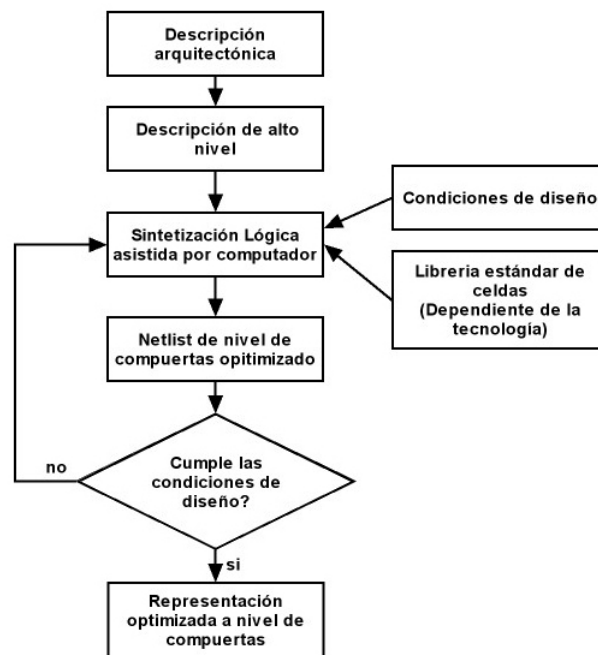 Descripción
arquitectónica
Descripción de alto
nivel
Condiciones de diseño
Sintetización Lógica
asistida por computador
Libreria estándar de
celdas
(Dependiente de la
tecnología)
Netlist de nivel de
compuertas opitimizado
no
Cumple las
condiciones de
diseño?
si
Representación
optimizada a nivel de
compuertas